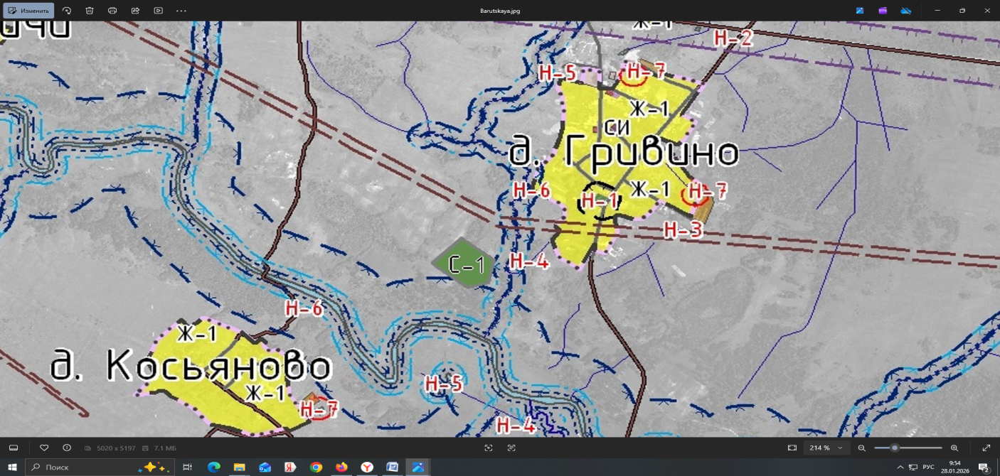 Изменить
Barutskaya.jpg
Ж-1
Н-2
Н-5
Н-7
Ж-1
СИ
д. Гривино
Н-6
Ж-1
Н-7
Н-1
Н-3
С-1
Н-4
Н-6
Ж-1
д. Косьяново
Н-5
Ж-1
Н-7
Н-4
5020 x 5197
7.1 МБ
214 %
Поиск
РУС
9:54
28.01.2026
2